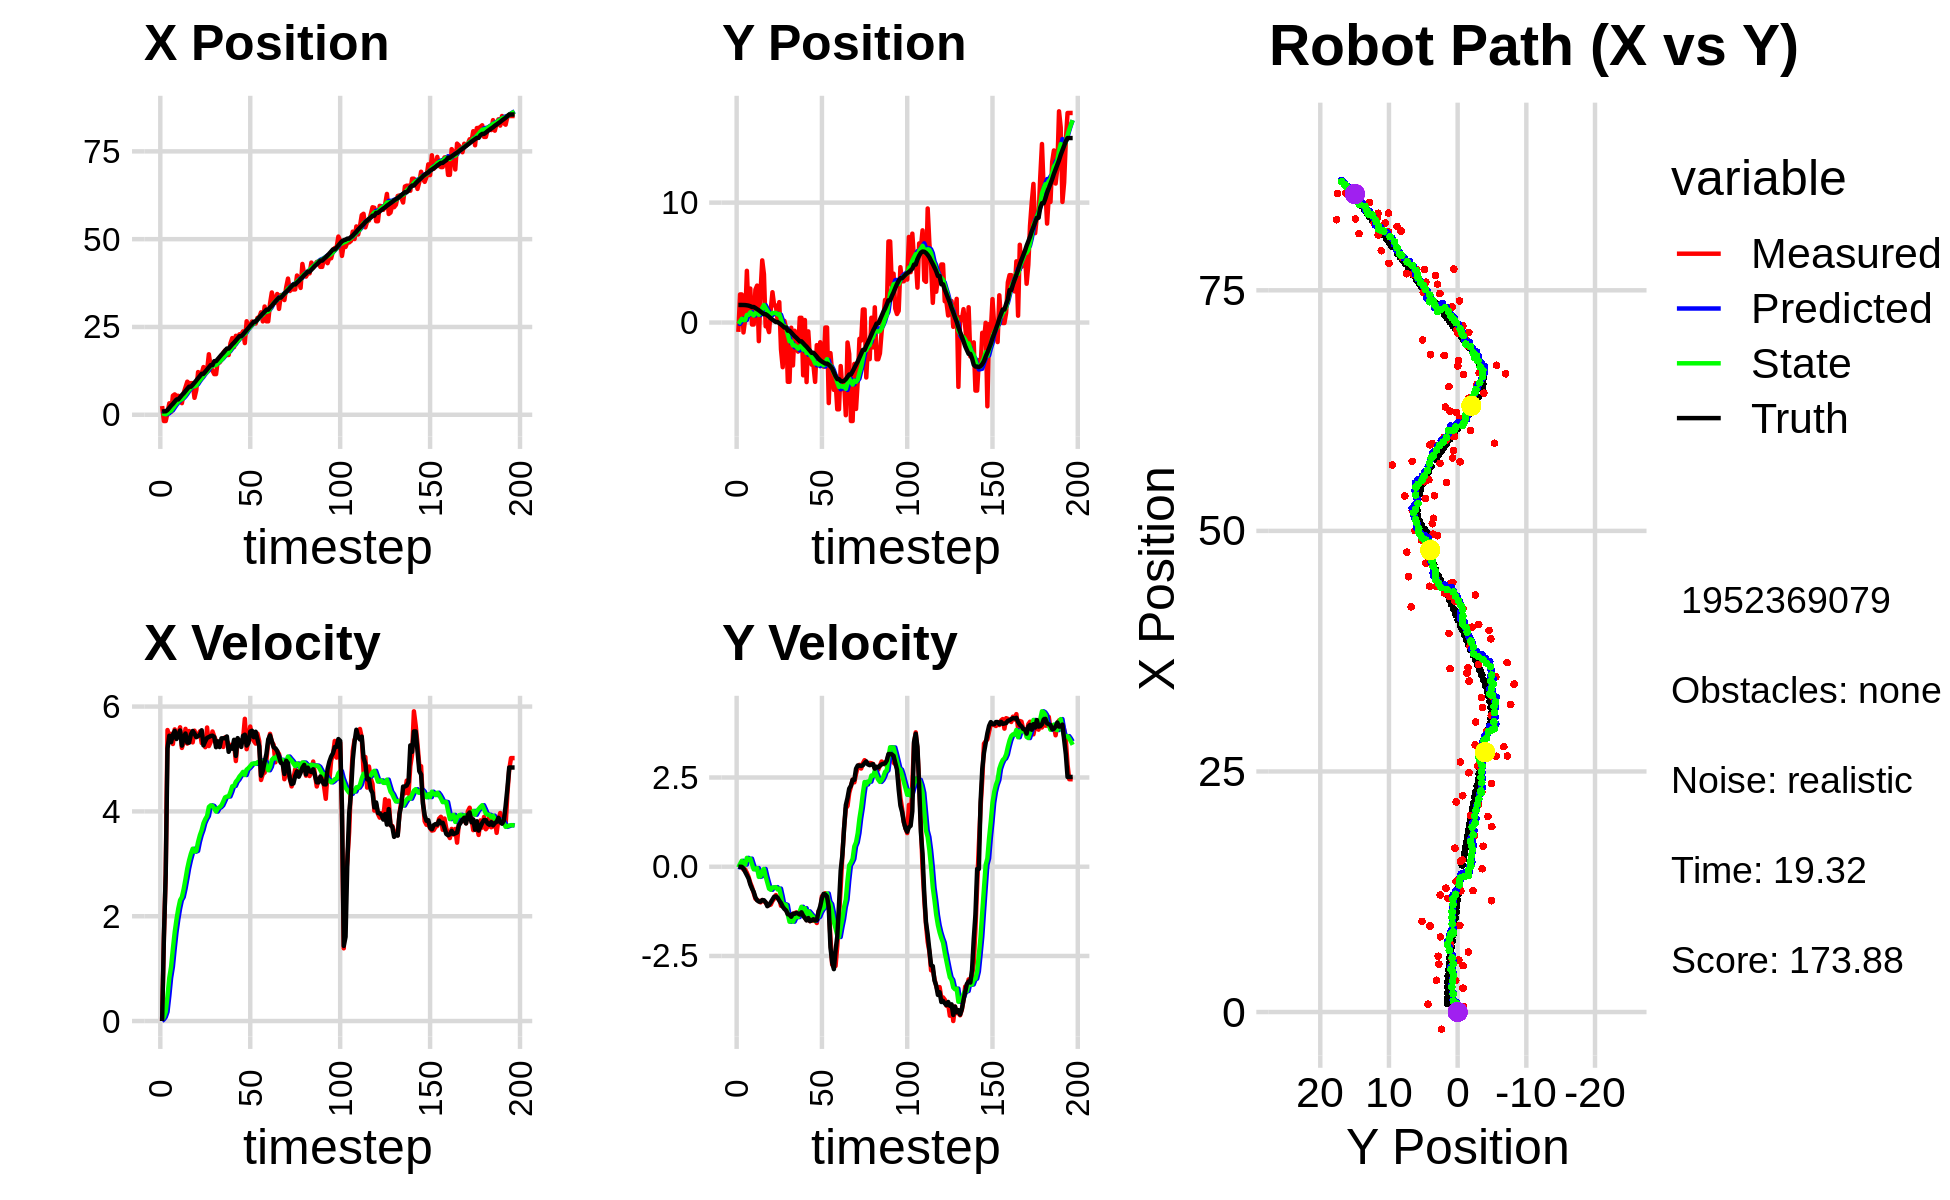 X Position
75
50
25
0
0
50
100
150
200
timestep
Y Position
10
0
0
50
100
150
200
timestep
X Velocity
6
4
2
0
0
50
100
150
200
timestep
Y Velocity
2.5
0.0
-2.5
0
50
100
150
200
timestep
Robot Path (X vs Y)
X Position
75
50
25
0
20 10 0 -10 -20
Y Position
variable
Measured
Predicted
State
Truth
1952369079
Obstacles: none
Noise: realistic
Time: 19.32
Score: 173.88